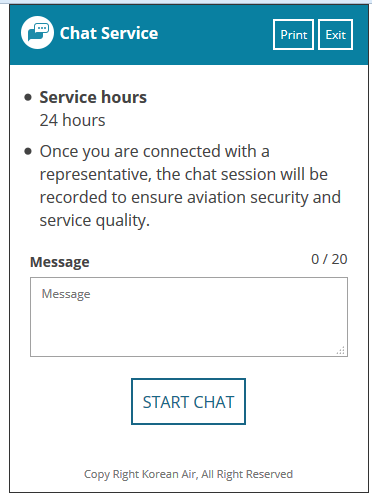 Chat Service
Print
Exit
Service hours
24 hours
Once you are connected with a
representative, the chat session will be
recorded to ensure aviation security and
service quality.
Message
0 / 20
Message
START CHAT
Copy Right Korean Air, All Right Reserved